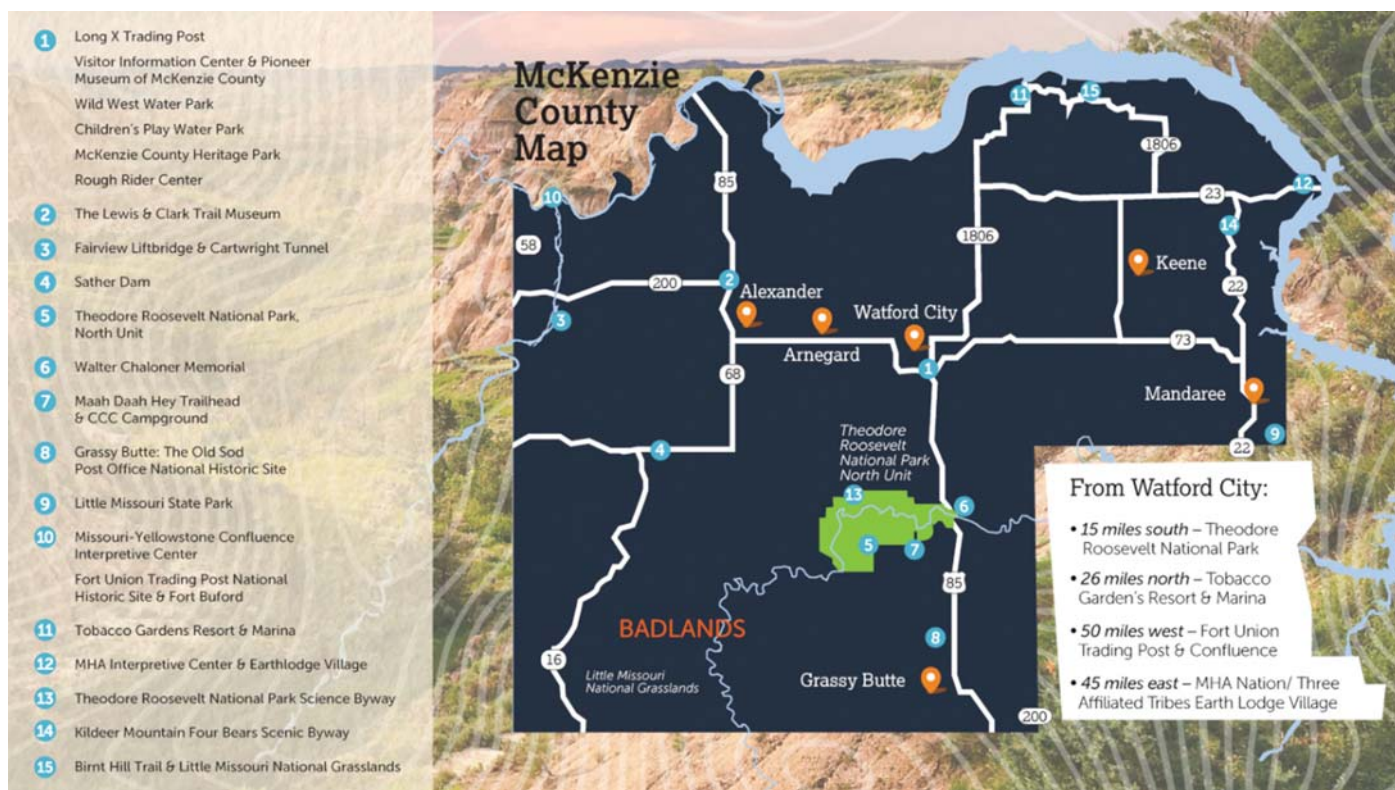 1 Long X Trading Post
Visitor Information Center & Pioneer
Museum of McKenzie County
Wild West Water Park
Children's Play Water Park
McKenzie County Heritage Park
Rough Rider Center
2 The Lewis & Clark Trail Museum
3 Fairview Liftbridge & Cartwright Tunnel
4 Sather Dam
5 Theodore Roosevelt National Park,
North Unit
6 Walter Chaloner Memorial
7 Maah Daah Hey Trailhead
& CCC Campground
8 Grassy Butte: The Old Sod
Post Office National Historic Site
9 Little Missouri State Park
10 Missouri-Yellowstone Confluence
Interpretive Center
Fort Union Trading Post National
Historic Site & Fort Buford
11 Tobacco Gardens Resort & Marina
12 MHA Interpretive Center & Earthlodge Village
13 Theodore Roosevelt National Park Science Byway
14 Kildeer Mountain Four Bears Scenic Byway
15 Birnt Hill Trail & Little Missouri National Grasslands
McKenzie
County
Map
11
15
1806
85
10
23
12
14
58
1806
Keene
200
2
22
Alexander
3
Watford City
Arnegard
73
68
1
Mandaree
Theodore
Roosevelt
National Park
North Unit
4
9
22
13
6
5
7
85
BADLANDS
8
16
Little Missouri
National Grasslands
Grassy Butte
200
From Watford City:
• 15 miles south – Theodore
Roosevelt National Park
• 26 miles north – Tobacco
Garden's Resort & Marina
• 50 miles west – Fort Union
Trading Post & Confluence
• 45 miles east – MHA Nation/ Three
Affiliated Tribes Earth Lodge Village